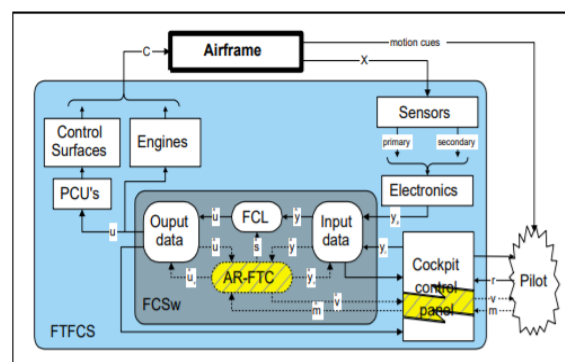 motion cues
C
Airframe
X
Sensors
Control
Surfaces
Engines
primary
secondary
PCU's
Electronics
u
u
FCL
y
y
Ouput
data
Input
data
u
s
y
y
AR-FTC
u
y
Cockpit
control
panel
r
Pilot
v
v
m
m
FCSw
FTFCS